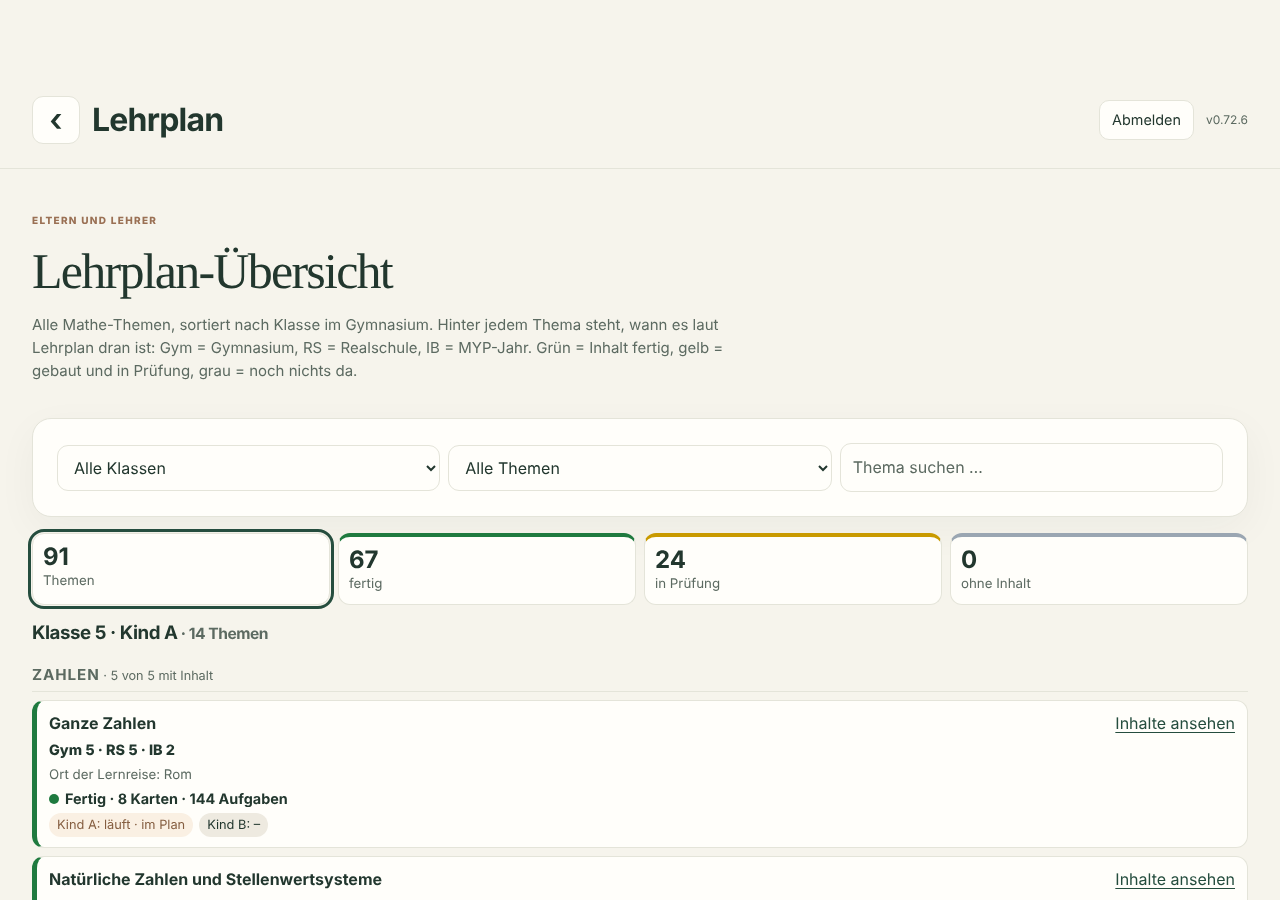 ‹ Lehrplan
Abmelden v0.72.6
ELTERN UND LEHRER
Lehrplan-Übersicht
Alle Mathe-Themen, sortiert nach Klasse im Gymnasium. Hinter jedem Thema steht, wann es laut
Lehrplan dran ist: Gym = Gymnasium, RS = Realschule, IB = MYP-Jahr. Grün = Inhalt fertig, gelb =
gebaut und in Prüfung, grau = noch nichts da.
Alle Klassen
Alle Themen
Thema suchen …
91
Themen
67
fertig
24
in Prüfung
0
ohne Inhalt
Klasse 5 · Kind A · 14 Themen
ZAHLEN · 5 von 5 mit Inhalt
Ganze Zahlen
Inhalte ansehen
Gym 5 · RS 5 · IB 2
Ort der Lernreise: Rom
Fertig · 8 Karten · 144 Aufgaben
Kind A: läuft · im Plan
Kind B: –
Natürliche Zahlen und Stellenwertsysteme
Inhalte ansehen